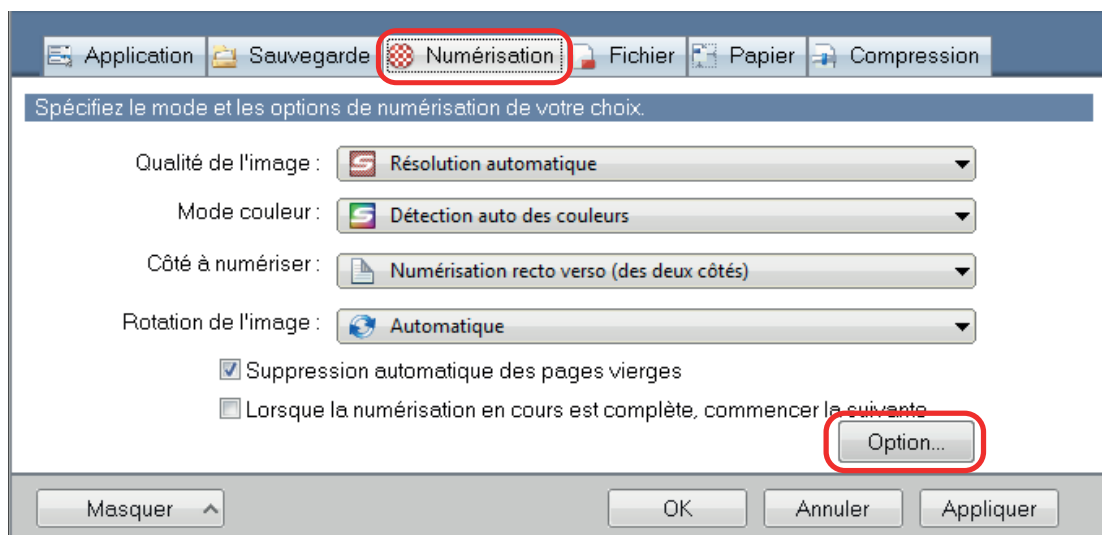 Application Sauvegarde Numérisation Fichier Papier Compression
Spécifiez le mode et les options de numérisation de votre choix.
Qualité de l'image : Résolution automatique
Mode couleur : Détection auto des couleurs
Côté à numériser : Numérisation recto verso (des deux côtés)
Rotation de l'image : Automatique
Suppression automatique des pages vierges
Lorsque la numérisation en cours est complète, commencer la suivante
Option...
Masquer OK Annuler Appliquer